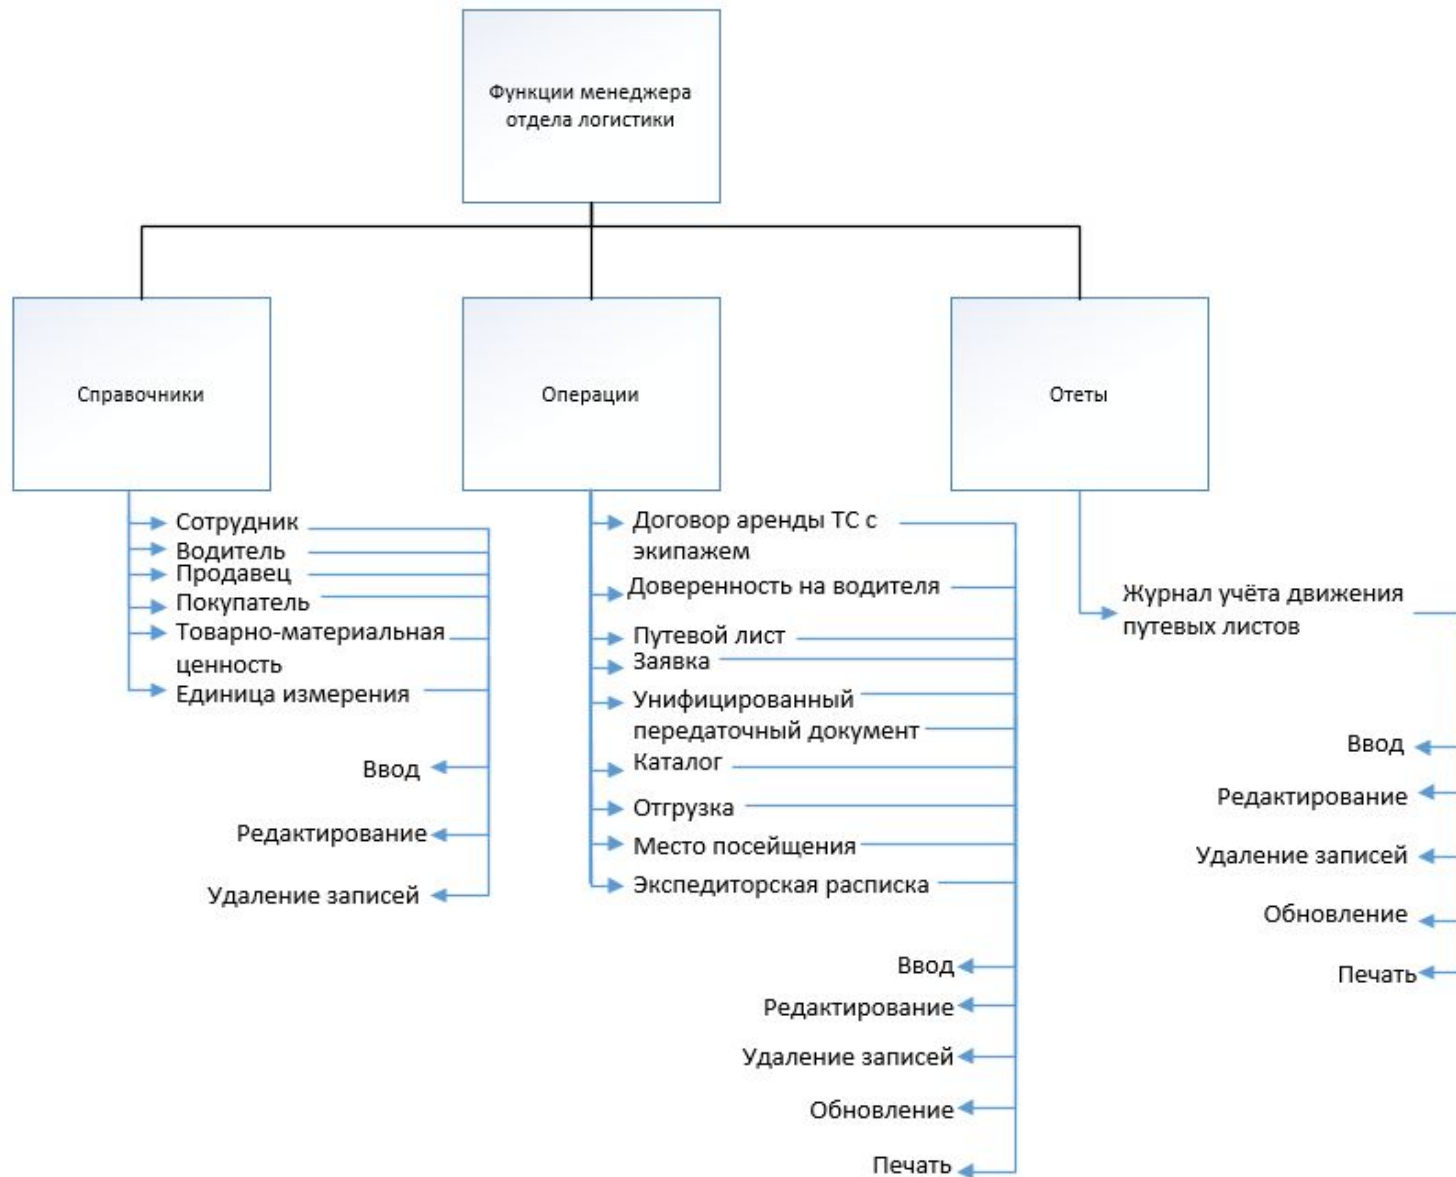 Функции менеджера
отдела логистики
Справочники
Операции
Отеты
Сотрудник
Водитель
Продавец
Покупатель
Товарно-материальная
ценность
Единица измерения
Ввод
Редактирование
Удаление записей
Договор аренды ТС с
экипажем
Доверенность на водителя
Путевой лист
Заявка
Унифицированный
передаточный документ
Каталог
Отгрузка
Место посейщения
Экспедиторская расписка
Ввод
Редактирование
Удаление записей
Обновление
Печать
Журнал учёта движения
путевых листов
Ввод
Редактирование
Удаление записей
Обновление
Печать